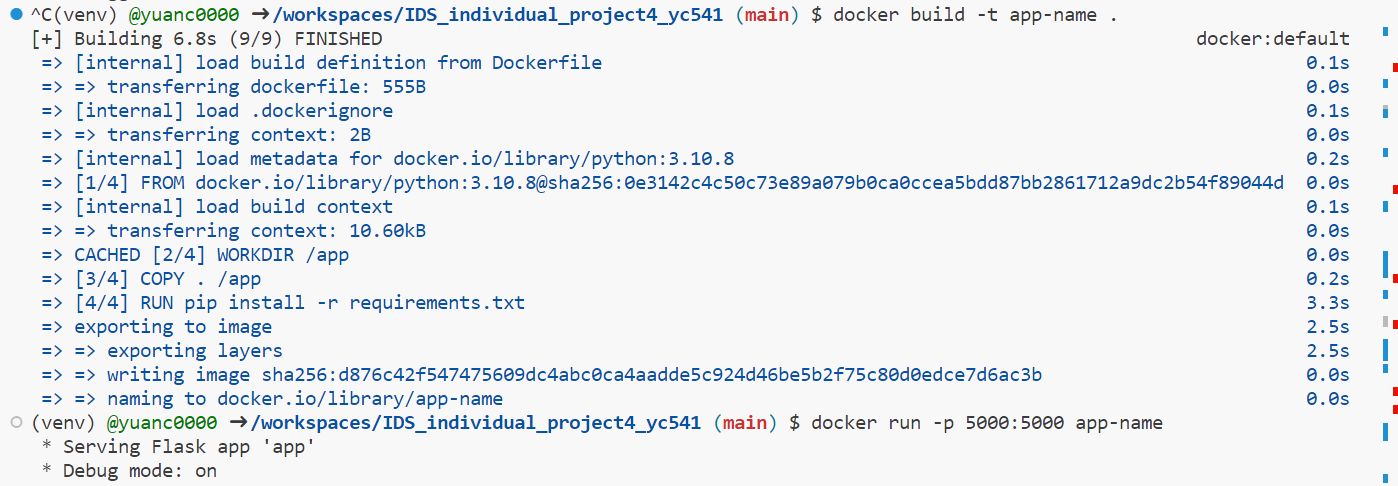 ^C(venv) @yuanc0000 ➜/workspaces/IDS_individual_project4_yc541 (main) $ docker build -t app-name .
[+] Building 6.8s (9/9) FINISHED docker:default
=> [internal] load build definition from Dockerfile 0.1s
=> => transferring dockerfile: 555B 0.0s
=> [internal] load .dockerignore 0.1s
=> => transferring context: 2B 0.0s
=> [internal] load metadata for docker.io/library/python:3.10.8 0.2s
=> [1/4] FROM docker.io/library/python:3.10.8@sha256:0e3142c4c50c73e89a079b0ca0ccea5bdd87bb2861712a9dc2b54f89044d 0.0s
=> [internal] load build context 0.1s
=> => transferring context: 10.60kB 0.0s
=> CACHED [2/4] WORKDIR /app 0.0s
=> [3/4] COPY . /app 0.2s
=> [4/4] RUN pip install -r requirements.txt 3.3s
=> exporting to image 2.5s
=> => exporting layers 2.5s
=> => writing image sha256:d876c42f547475609dc4abc0ca4aadde5c924d46be5b2f75c80d0edce7d6ac3b 0.0s
=> => naming to docker.io/library/app-name 0.0s
(venv) @yuanc0000 ➜/workspaces/IDS_individual_project4_yc541 (main) $ docker run -p 5000:5000 app-name
* Serving Flask app 'app'
* Debug mode: on